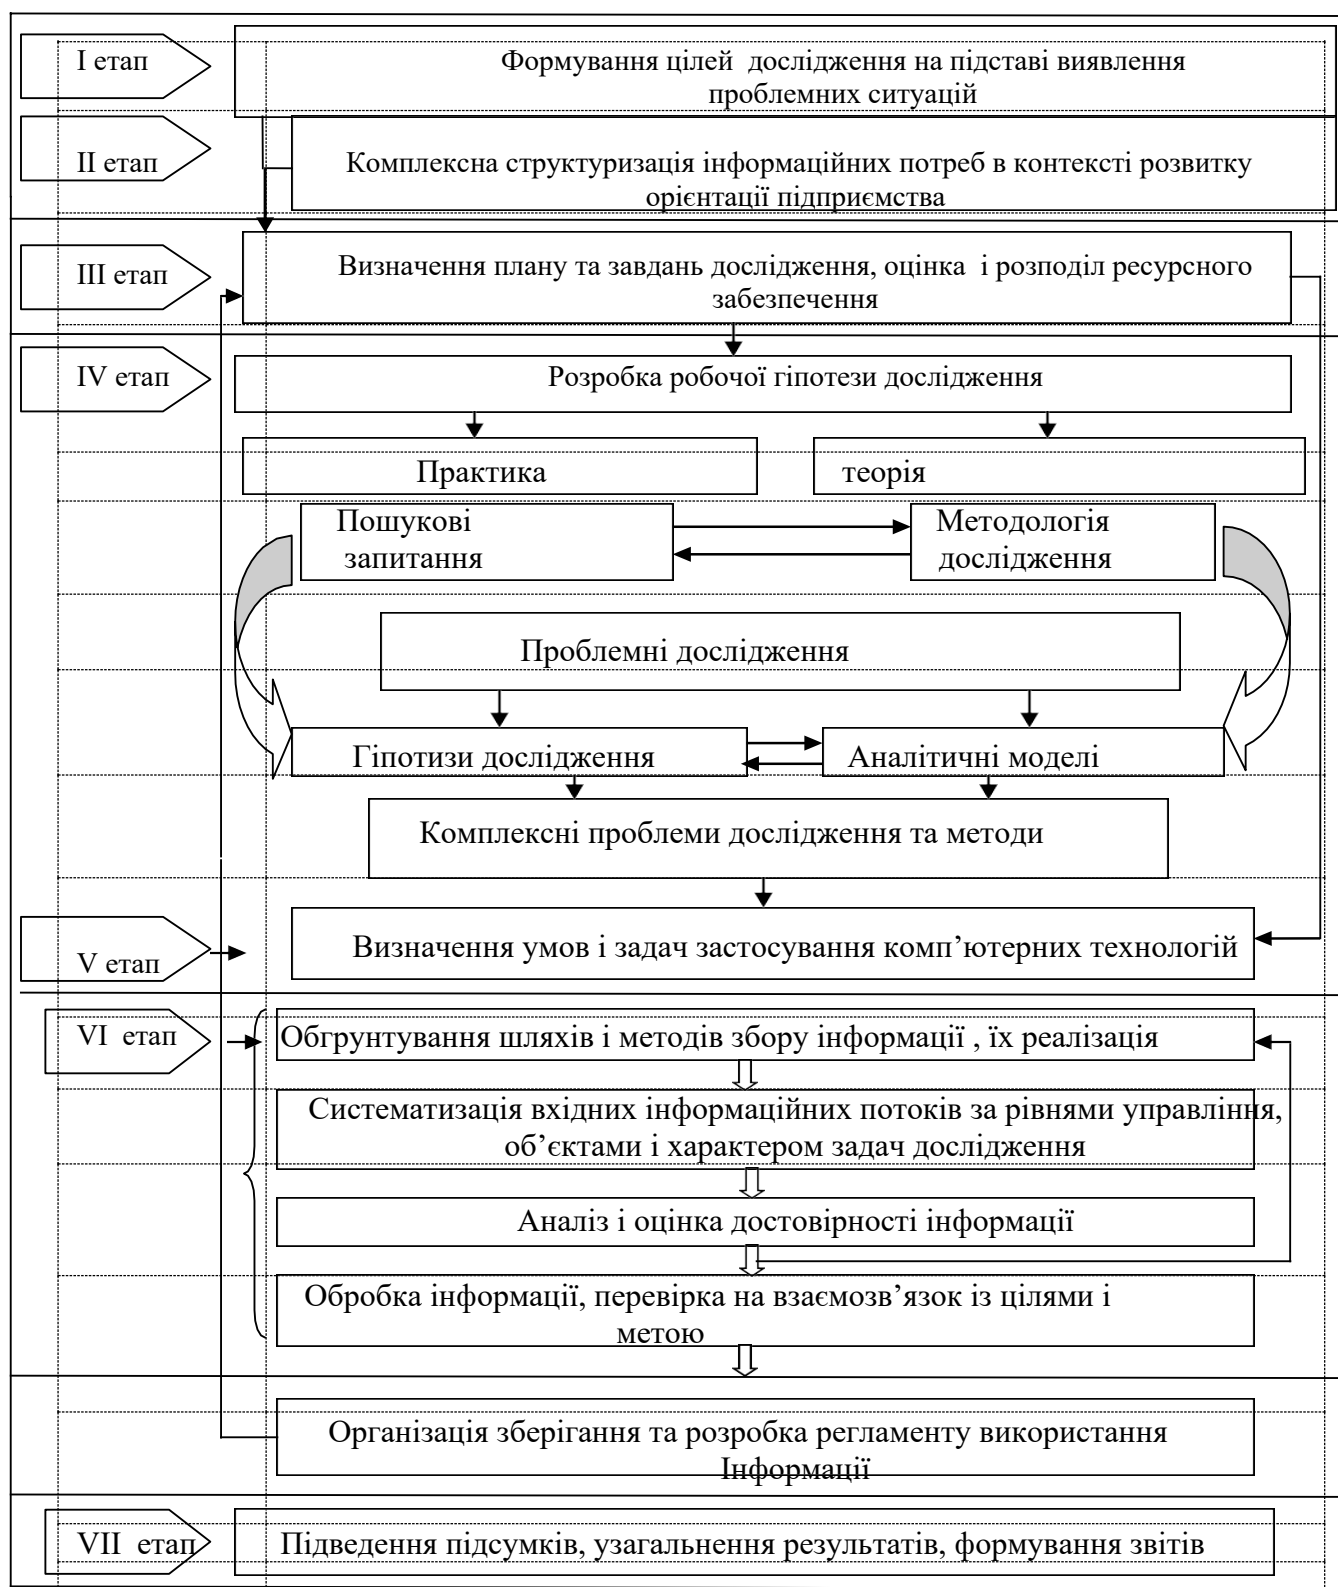 І етап
Формування цілей дослідження на підставі виявлення
проблемних ситуацій
ІІ етап
Комплексна структуризація інформаційних потреб в контексті розвитку
орієнтації підприємства
ІІІ етап
Визначення плану та завдань дослідження, оцінка і розподіл ресурсного
забезпечення
IV етап
Розробка робочої гіпотези дослідження
Практика
теорія
Пошукові
запитання
Методологія
дослідження
Проблемні дослідження
Гіпотизи дослідження
Аналітичні моделі
Комплексні проблеми дослідження та методи
V етап
Визначення умов і задач застосування комп’ютерних технологій
VI етап
Обгрунтування шляхів і методів збору інформації , їх реалізація
Систематизація вхідних інформаційних потоків за рівнями управління,
об’єктами і характером задач дослідження
Аналіз і оцінка достовірності інформації
Обробка інформації, перевірка на взаємозв’язок із цілями і
метою
Організація зберігання та розробка регламенту використання
Інформації
VII етап
Підведення підсумків, узагальнення результатів, формування звітів